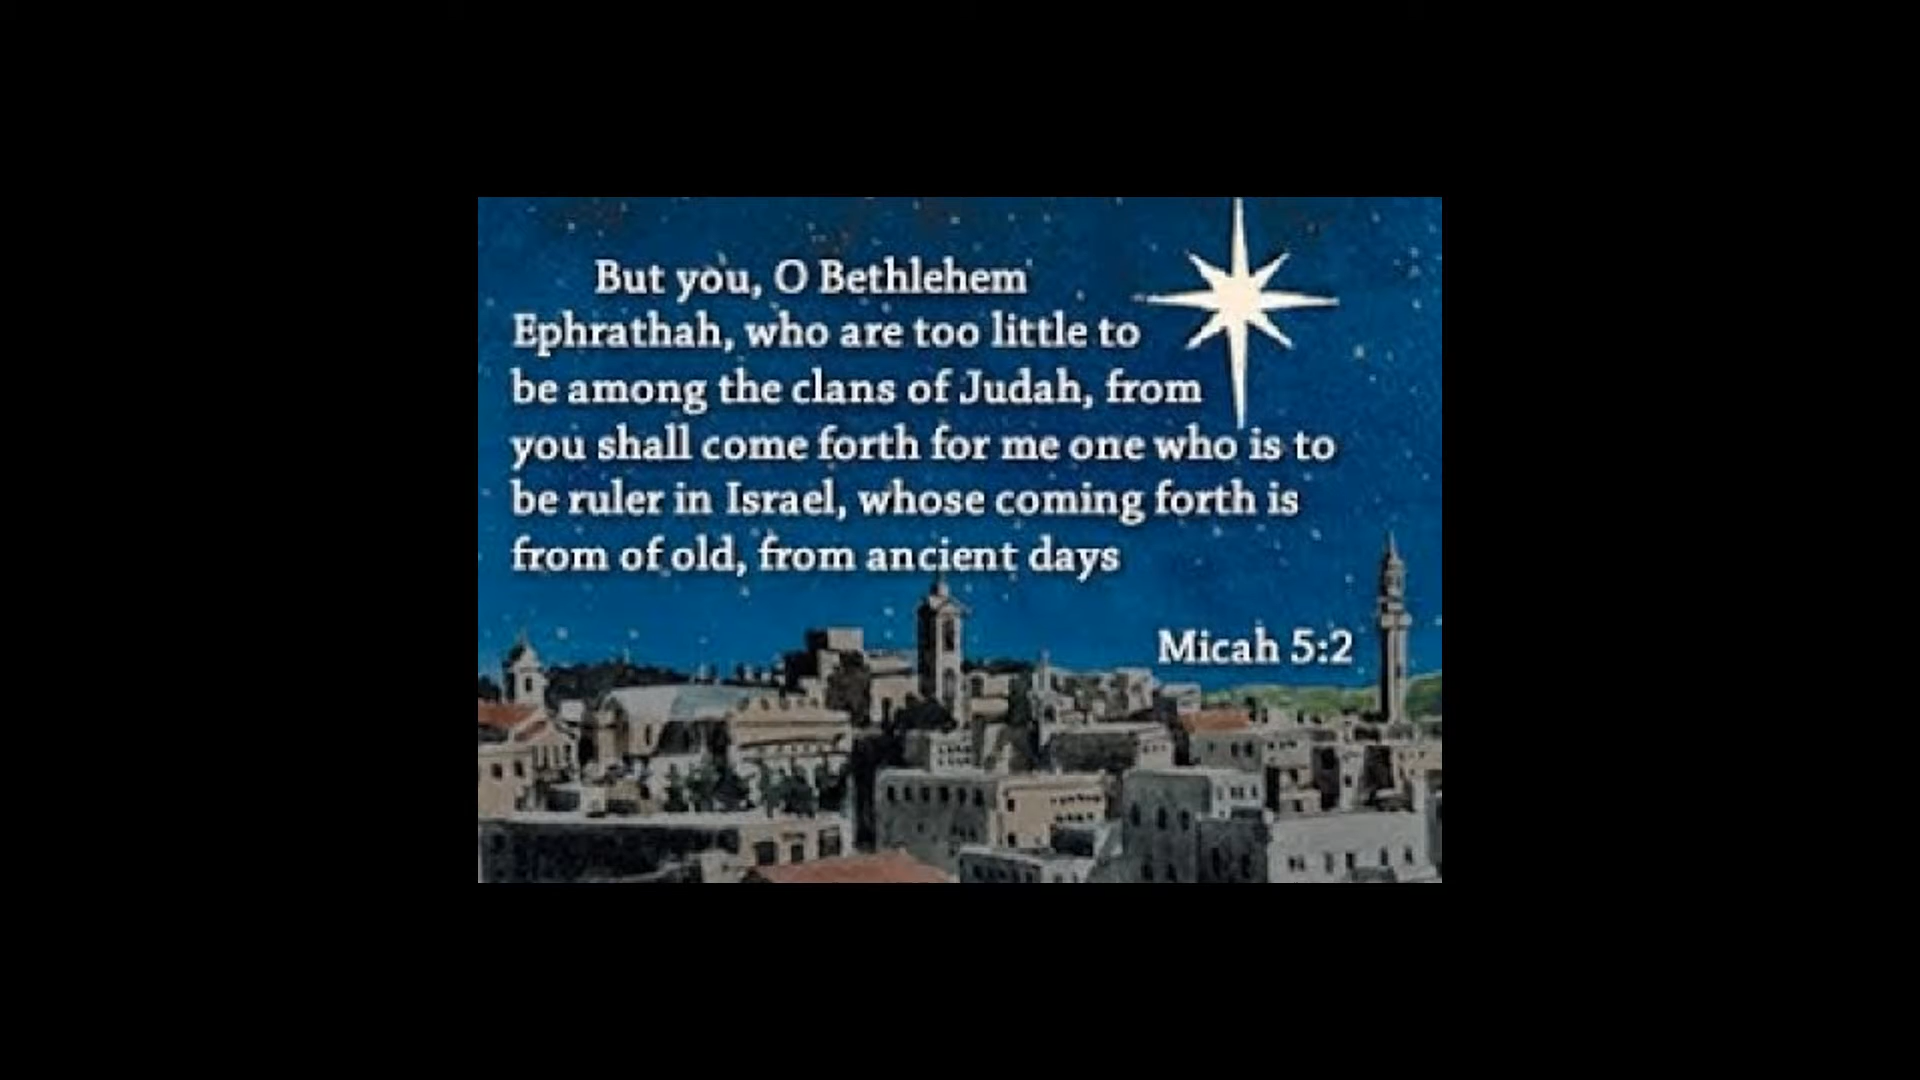 But you, O Bethlehem
Ephrathah, who are too little to
be among the clans of Judah, from
you shall come forth for me one who is to
be ruler in Israel, whose coming forth is
from of old, from ancient days
Micah 5:2